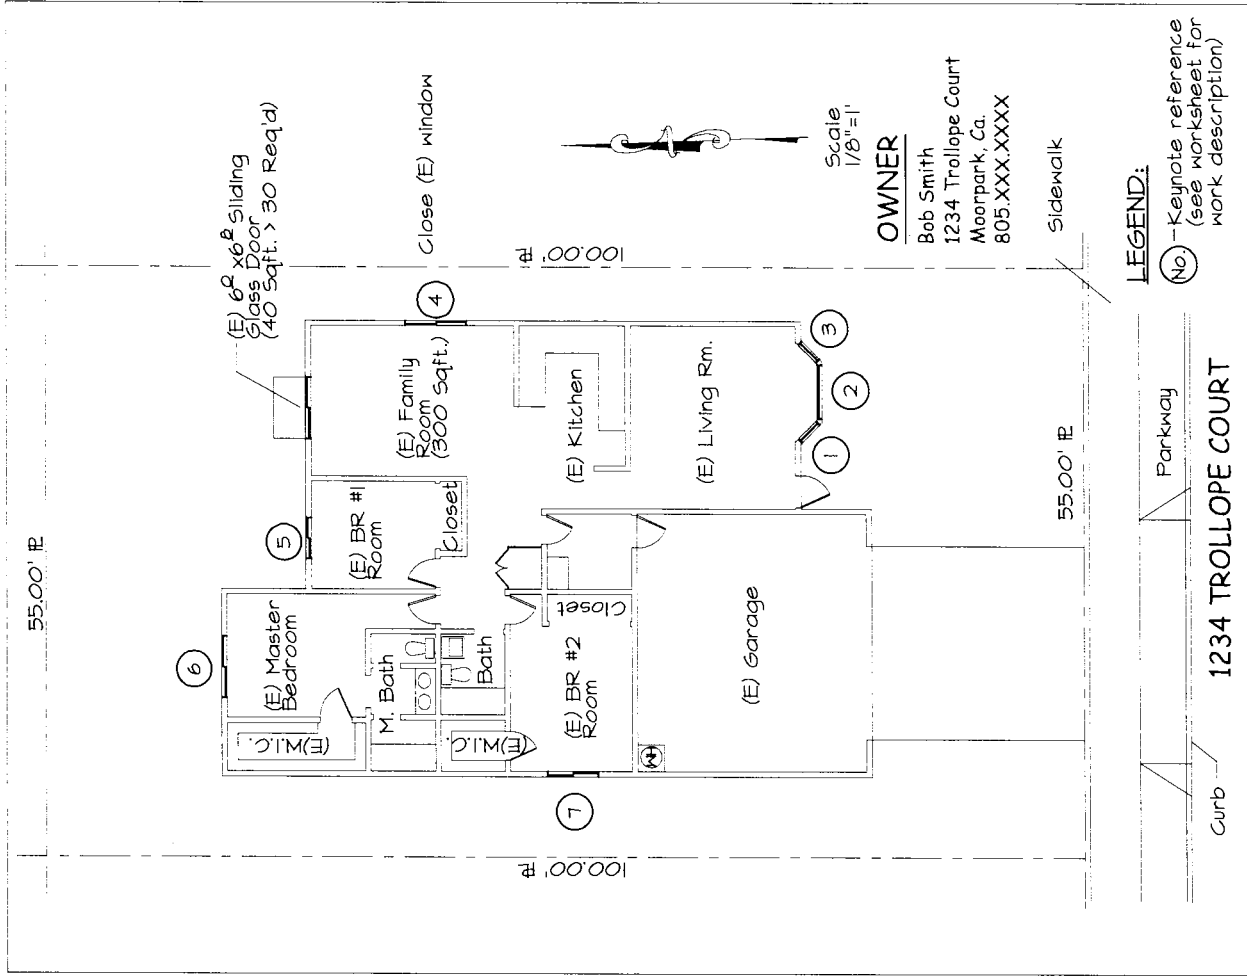 55.00' PL
(E) 6⁰ x6⁸ Sliding
Glass Door
(40 Sqft. > 30 Req'd)
Close (E) window
6
5
4
(E) Master
Bedroom
(E) BR #1
Room
(E) Family
Room
(300 Sqft.)
(E)W.I.C.
M. Bath
Closet
100.00' PL
100.00' PL
(E)W.I.C.
Bath
(E) BR #2
Room
Closet
(E) Kitchen
7
WH
(E) Garage
(E) Living Rm.
1
2
3
Scale
1/8"=1'
OWNER
Bob Smith
1234 Trollope Court
Moorpark, Ca.
805.XXX.XXXX
55.00' PL
Sidewalk
Parkway
Curb
LEGEND:
No. -Keynote reference
(see worksheet for
work description)
1234 TROLLOPE COURT